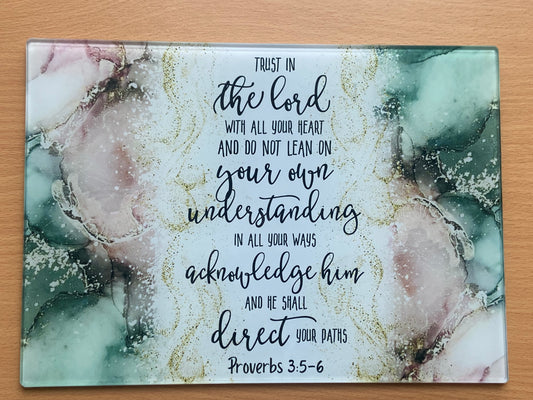 TRUST IN
the lord
WITH ALL YOUR HEART
AND DO NOT LEAN ON
your own
understanding
IN ALL YOUR WAYS
acknowledge him
AND HE SHALL
direct YOUR PATHS
Proverbs 3:5-6